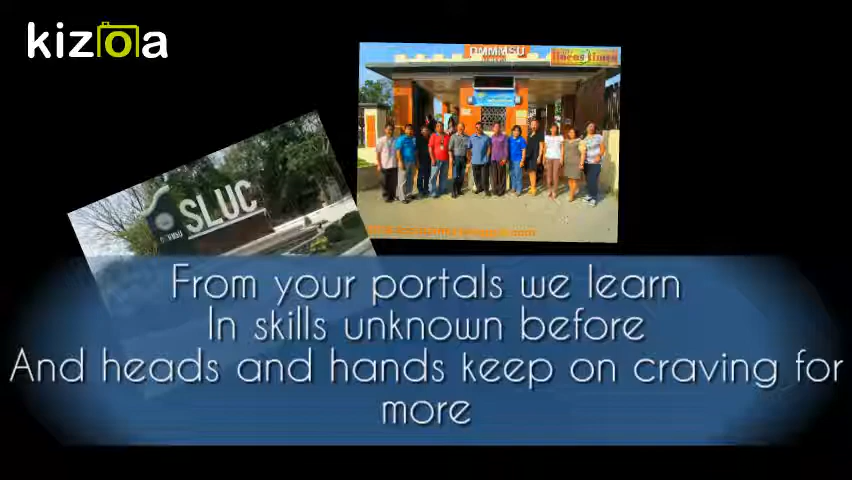 kizoa
DMMMSU
SLUC
From your portals we learn
In skills unknown before
And heads and hands keep on craving for
more